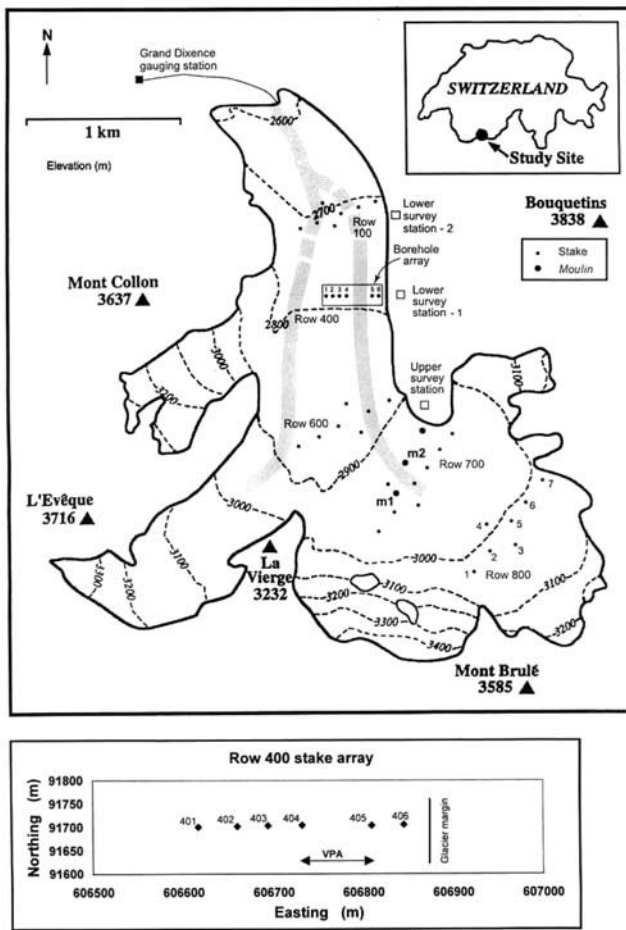 N
Grand Dixence
gauging station
1 km
Elevation (m)
SWITZERLAND
Study Site
2600
2700
Row
100
Lower
survey
station - 2
Bouquetins
3838
Borehole
array
Stake
Moulin
1 2 3 4 5 6
Mont Collon
3637
Lower
survey
station - 1
2800
Row 400
3000
3200
Upper
survey
station
3100
Row 600
m2
Row 700
2900
m1
7
6
L'Evêque
3716
3000
4
5
3100
3300
3200
La
Vierge
3232
3000
2
3
1
Row 800
3100
3100
3200
3300
3400
3200
Mont Brulé
3585
Row 400 stake array
Northing (m)
91800
91750
91700
91650
91600
401 402 403 404 405 406
VPA
Glacier margin
606500 606600 606700 606800 606900 607000
Easting (m)